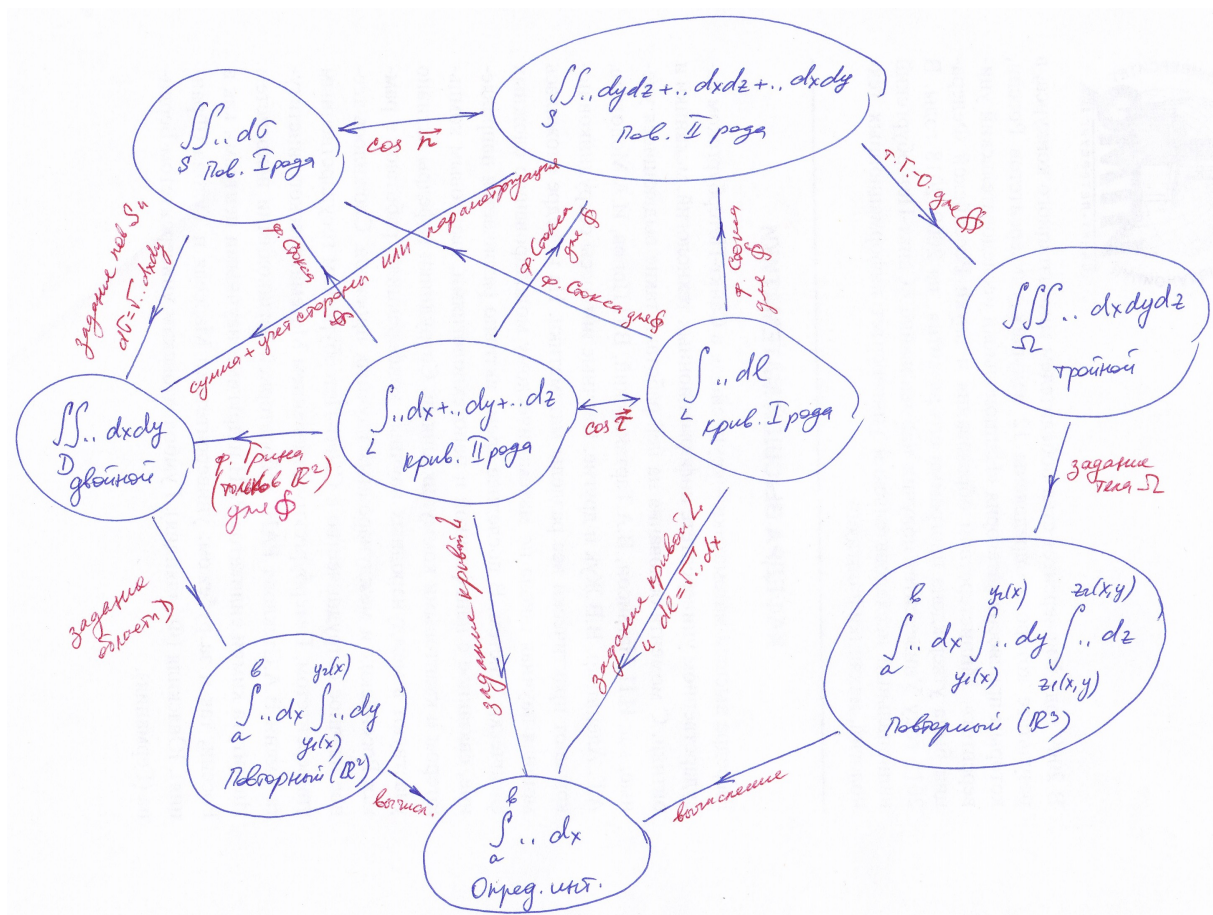 ∬.. dσ
S
Пов. I рода
cos n⃗
∬.. dydz + .. dxdz + .. dxdy
S
Пов. II рода
т. Г.-О. для ∯
∭ .. dxdydz
Ω
тройной
задание
тела Ω
задание пов S и
dσ = √.. dxdy
ф. Стокса
∮
сумма + учет стороны ИЛИ параметризация
ф. Стокса
для ∮
ф. Стокса для ∮
ф. Стокса
для ∮
∬.. dxdy
D
двойной
ф. Грина
(только в ℝ²)
для ∮
∫.. dx + .. dy + .. dz
L
крив. II рода
cos τ⃗
∫ .. dl
L
крив. I рода
задание
области D
задание кривой L
задание кривой L
и dl = √.. dx
в y₂(x)
∫ .. dx ∫ .. dy
a y₁(x)
Повторный (ℝ²)
вычисл.
в y₂(x) z₂(x,y)
∫ .. dx ∫ .. dy ∫ .. dz
a y₁(x) z₁(x,y)
Повторный (ℝ³)
вычисление
в
∫ .. dx
a
Опред. инт.